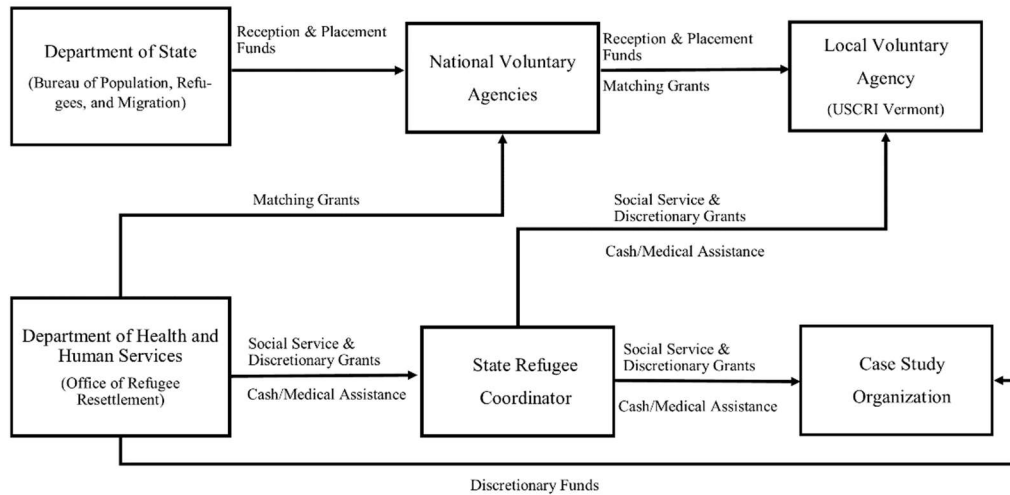 Department of State
(Bureau of Population, Refu-
gees, and Migration)
Reception & Placement
Funds
National Voluntary
Agencies
Reception & Placement
Funds
Matching Grants
Local Voluntary
Agency
(USCRI Vermont)
Matching Grants
Social Service &
Discretionary Grants
Cash/Medical Assistance
Department of Health and
Human Services
(Office of Refugee
Resettlement)
Social Service &
Discretionary Grants
Cash/Medical Assistance
State Refugee
Coordinator
Social Service &
Discretionary Grants
Cash/Medical Assistance
Case Study
Organization
Discretionary Funds